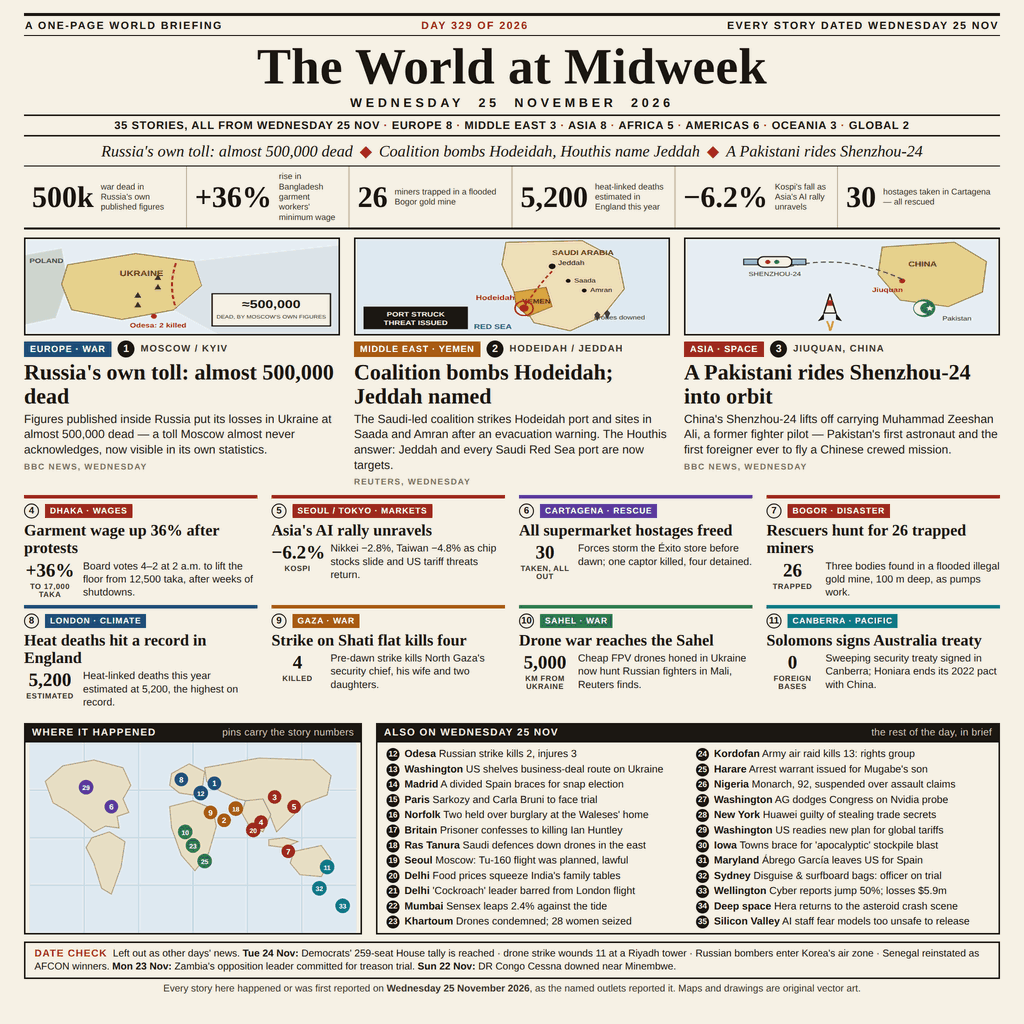 A ONE-PAGE WORLD BRIEFING
DAY 329 OF 2026
EVERY STORY DATED WEDNESDAY 25 NOV
The World at Midweek
WEDNESDAY 25 NOVEMBER 2026
35 STORIES, ALL FROM WEDNESDAY 25 NOV · EUROPE 8 · MIDDLE EAST 3 · ASIA 8 · AFRICA 5 · AMERICAS 6 · OCEANIA 3 · GLOBAL 2
Russia's own toll: almost 500,000 dead ◆ Coalition bombs Hodeidah, Houthis name Jeddah ◆ A Pakistani rides Shenzhou-24
500k
war dead in
Russia's own
published figures
+36%
rise in
Bangladesh
garment
workers'
minimum wage
26
miners trapped in a flooded
Bogor gold mine
5,200
heat-linked deaths
estimated in
England this year
−6.2%
Kospi's fall as
Asia's AI rally
unravels
30
hostages taken in Cartagena
— all rescued
POLAND
UKRAINE
≈500,000
DEAD, BY MOSCOW'S OWN FIGURES
Odesa: 2 killed
SAUDI ARABIA
Jeddah
Saada
Amran
Hodeidah
YEMEN
PORT STRUCK
THREAT ISSUED
RED SEA
downed
SHENZHOU-24
CHINA
Jiuquan
Pakistan
EUROPE · WAR
1
MOSCOW / KYIV
Russia's own toll: almost 500,000
dead
Figures published inside Russia put its losses in Ukraine at
almost 500,000 dead — a toll Moscow almost never
acknowledges, now visible in its own statistics.
BBC NEWS, WEDNESDAY
MIDDLE EAST · YEMEN
2
HODEIDAH / JEDDAH
Coalition bombs Hodeidah;
Jeddah named
The Saudi-led coalition strikes Hodeidah port and sites in
Saada and Amran after an evacuation warning. The Houthis
answer: Jeddah and every Saudi Red Sea port are now
targets.
REUTERS, WEDNESDAY
ASIA · SPACE
3
JIUQUAN, CHINA
A Pakistani rides Shenzhou-24
into orbit
China's Shenzhou-24 lifts off carrying Muhammad Zeeshan
Ali, a former fighter pilot — Pakistan's first astronaut and the
first foreigner ever to fly a Chinese crewed mission.
BBC NEWS, WEDNESDAY
4
DHAKA · WAGES
Garment wage up 36% after
protests
+36%
TO 17,000
TAKA
Board votes 4–2 at 2 a.m. to lift the
floor from 12,500 taka, after weeks of
shutdowns.
5
SEOUL / TOKYO · MARKETS
Asia's AI rally unravels
−6.2%
KOSPI
Nikkei −2.8%, Taiwan −4.8% as chip
stocks slide and US tariff threats
return.
6
CARTAGENA · RESCUE
All supermarket hostages freed
30
TAKEN, ALL
OUT
Forces storm the Éxito store before
dawn; one captor killed, four detained.
7
BOGOR · DISASTER
Rescuers hunt for 26 trapped
miners
26
TRAPPED
Three bodies found in a flooded illegal
gold mine, 100 m deep, as pumps
work.
8
LONDON · CLIMATE
Heat deaths hit a record in
England
5,200
ESTIMATED
Heat-linked deaths this year
estimated at 5,200, the highest on
record.
9
GAZA · WAR
Strike on Shati flat kills four
4
KILLED
Pre-dawn strike kills North Gaza's
security chief, his wife and two
daughters.
10
SAHEL · WAR
Drone war reaches the Sahel
5,000
KM FROM
UKRAINE
Cheap FPV drones honed in Ukraine
now hunt Russian fighters in Mali,
Reuters finds.
11
CANBERRA · PACIFIC
Solomons signs Australia treaty
0
FOREIGN
BASES
Sweeping security treaty signed in
Canberra; Honiara ends its 2022 pact
with China.
WHERE IT HAPPENED
pins carry the story numbers
29
6
8
1
12
9
2
18
3
5
4
20
10
23
25
7
11
32
33
ALSO ON WEDNESDAY 25 NOV
the rest of the day, in brief
12 Odesa Russian strike kills 2, injures 3
13 Washington US shelves business-deal route on Ukraine
14 Madrid A divided Spain braces for snap election
15 Paris Sarkozy and Carla Bruni to face trial
16 Norfolk Two held over burglary at the Waleses' home
17 Britain Prisoner confesses to killing Ian Huntley
18 Ras Tanura Saudi defences down drones in the east
19 Seoul Moscow: Tu-160 flight was planned, lawful
20 Delhi Food prices squeeze India's family tables
21 Delhi 'Cockroach' leader barred from London flight
22 Mumbai Sensex leaps 2.4% against the tide
23 Khartoum Drones condemned; 28 women seized
24 Kordofan Army air raid kills 13: rights group
25 Harare Arrest warrant issued for Mugabe's son
26 Nigeria Monarch, 92, suspended over assault claims
27 Washington AG dodges Congress on Nvidia probe
28 New York Huawei guilty of stealing trade secrets
29 Washington US readies new plan for global tariffs
30 Iowa Towns brace for 'apocalyptic' stockpile blast
31 Maryland Ábrego García leaves US for Spain
32 Sydney Disguise & surfboard bags: officer on trial
33 Wellington Cyber reports jump 50%; losses $5.9m
34 Deep space Hera returns to the asteroid crash scene
35 Silicon Valley AI staff fear models too unsafe to release
DATE CHECK Left out as other days' news. Tue 24 Nov: Democrats' 259-seat House tally is reached · drone strike wounds 11 at a Riyadh tower · Russian bombers enter Korea's air zone · Senegal reinstated as
AFCON winners. Mon 23 Nov: Zambia's opposition leader committed for treason trial. Sun 22 Nov: DR Congo Cessna downed near Minembwe.
Every story here happened or was first reported on Wednesday 25 November 2026, as the named outlets reported it. Maps and drawings are original vector art.